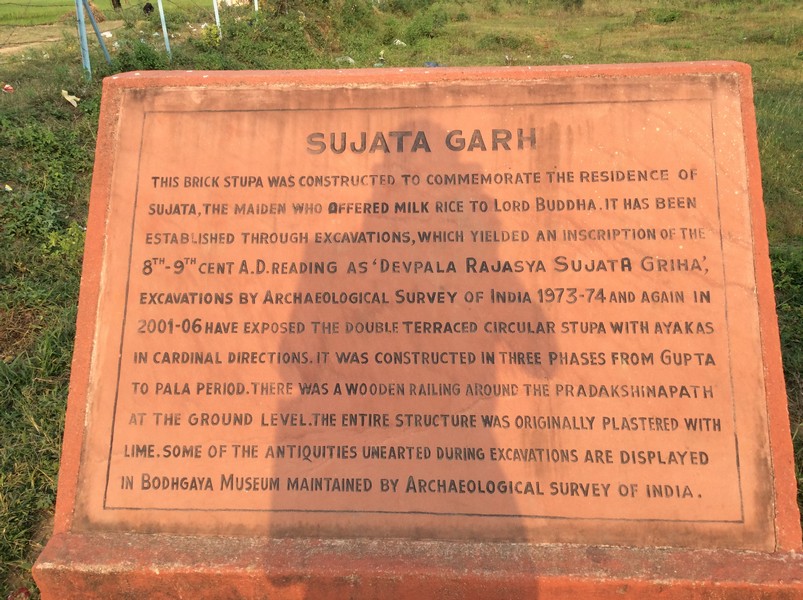 SUJATA GARH
THIS BRICK STUPA WAS CONSTRUCTED TO COMMEMORATE THE RESIDENCE OF
SUJATA, THE MAIDEN WHO OFFERED MILK RICE TO LORD BUDDHA. IT HAS BEEN
ESTABLISHED THROUGH EXCAVATIONS, WHICH YIELDED AN INSCRIPTION OF THE
8TH-9TH CENT A.D. READING AS 'DEVPALA RAJASYA SUJATA GRIHA',
EXCAVATIONS BY ARCHAEOLOGICAL SURVEY OF INDIA 1973-74 AND AGAIN IN
2001-06 HAVE EXPOSED THE DOUBLE TERRACED CIRCULAR STUPA WITH AYAKAS
IN CARDINAL DIRECTIONS. IT WAS CONSTRUCTED IN THREE PHASES FROM GUPTA
TO PALA PERIOD. THERE WAS A WOODEN RAILING AROUND THE PRADAKSHINAPATH
AT THE GROUND LEVEL. THE ENTIRE STRUCTURE WAS ORIGINALLY PLASTERED WITH
LIME. SOME OF THE ANTIQUITIES UNEARTED DURING EXCAVATIONS ARE DISPLAYED
IN BODHGAYA MUSEUM MAINTAINED BY ARCHAEOLOGICAL SURVEY OF INDIA.